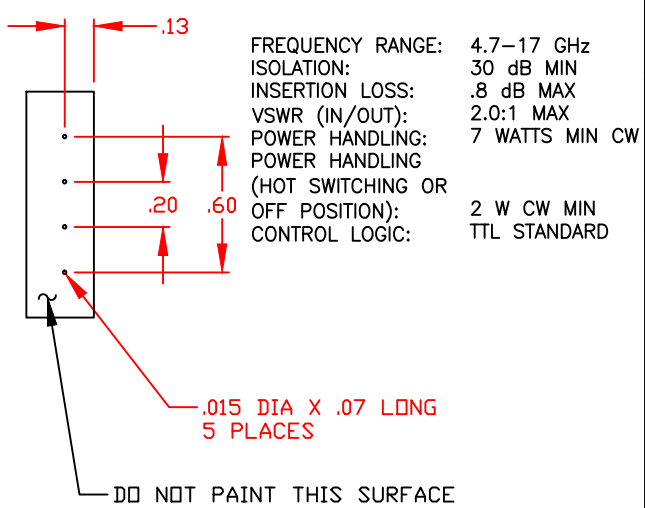 .13
FREQUENCY RANGE: 4.7-17 GHz
ISOLATION: 30 dB MIN
INSERTION LOSS: .8 dB MAX
VSWR (IN/OUT): 2.0:1 MAX
POWER HANDLING: 7 WATTS MIN CW
POWER HANDLING
(HOT SWITCHING OR
OFF POSITION): 2 W CW MIN
CONTROL LOGIC: TTL STANDARD
.20 .60
.015 DIA X .07 LONG
5 PLACES
DO NOT PAINT THIS SURFACE